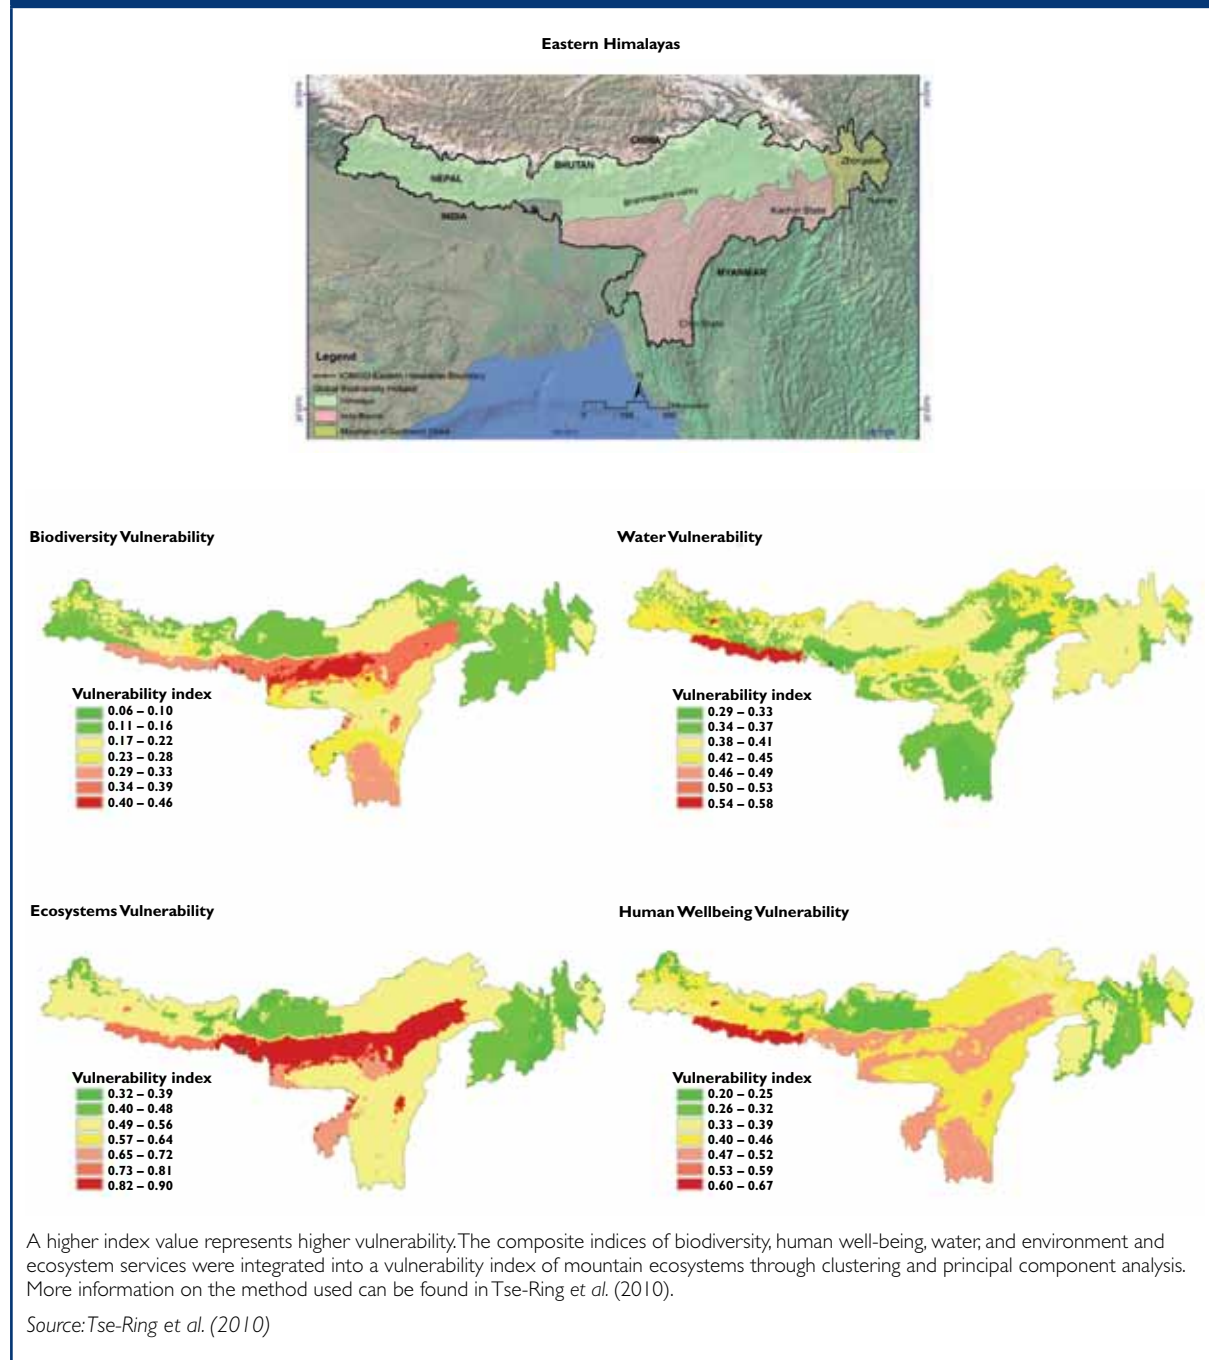 Eastern Himalayas
CHINA
BHUTAN
NEPAL
Brahmaputra valley
INDIA
Kachin State
MYANMAR
Chin State
Legend
Himalaya
N
Biodiversity Vulnerability
Vulnerability index
0.06 – 0.10
0.11 – 0.16
0.17 – 0.22
0.23 – 0.28
0.29 – 0.33
0.34 – 0.39
0.40 – 0.46
Water Vulnerability
Vulnerability index
0.29 – 0.33
0.34 – 0.37
0.38 – 0.41
0.42 – 0.45
0.46 – 0.49
0.50 – 0.53
0.54 – 0.58
Ecosystems Vulnerability
Vulnerability index
0.32 – 0.39
0.40 – 0.48
0.49 – 0.56
0.57 – 0.64
0.65 – 0.72
0.73 – 0.81
0.82 – 0.90
Human Wellbeing Vulnerability
Vulnerability index
0.20 – 0.25
0.26 – 0.32
0.33 – 0.39
0.40 – 0.46
0.47 – 0.52
0.53 – 0.59
0.60 – 0.67
A higher index value represents higher vulnerability. The composite indices of biodiversity, human well-being, water, and environment and
ecosystem services were integrated into a vulnerability index of mountain ecosystems through clustering and principal component analysis.
More information on the method used can be found in Tse-Ring et al. (2010).
Source: Tse-Ring et al. (2010)